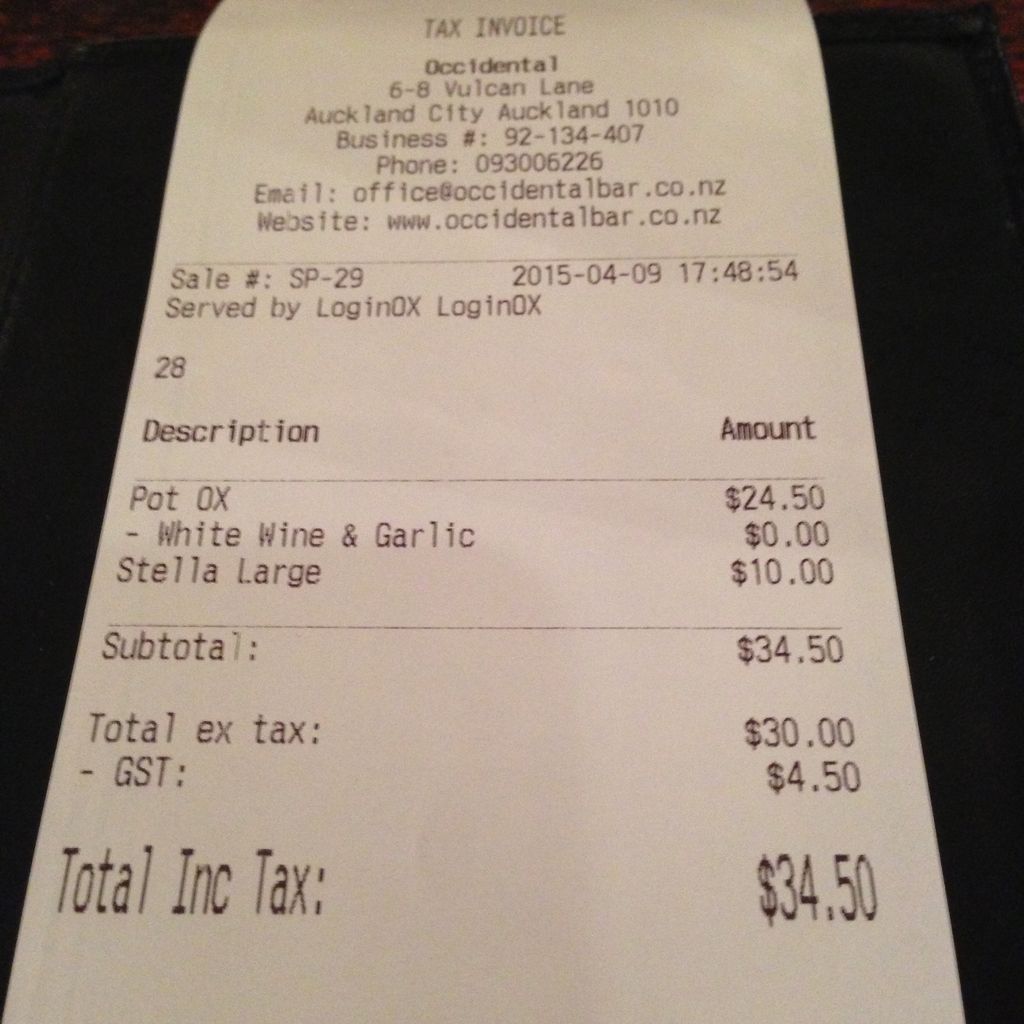 TAX INVOICE
Occidental
6-8 Vulcan Lane
Auckland City Auckland 1010
Business #: 92-134-407
Phone: 093006226
Email: office@occidentalbar.co.nz
Website: www.occidentalbar.co.nz
Sale #: SP-29 2015-04-09 17:48:54
Served by LoginOX LoginOX
28
Description Amount
Pot OX $24.50
- White Wine & Garlic $0.00
Stella Large $10.00
Subtotal: $34.50
Total ex tax: $30.00
- GST: $4.50
Total Inc Tax: $34.50